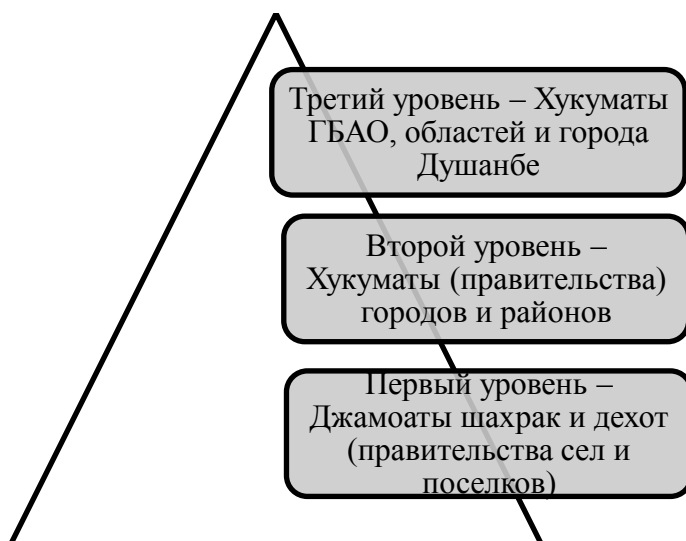 Третий уровень – Хукуматы
ГБАО, областей и города
Душанбе
Второй уровень –
Хукуматы (правительства)
городов и районов
Первый уровень –
Джамоаты шахрак и дехот
(правительства сел и
поселков)